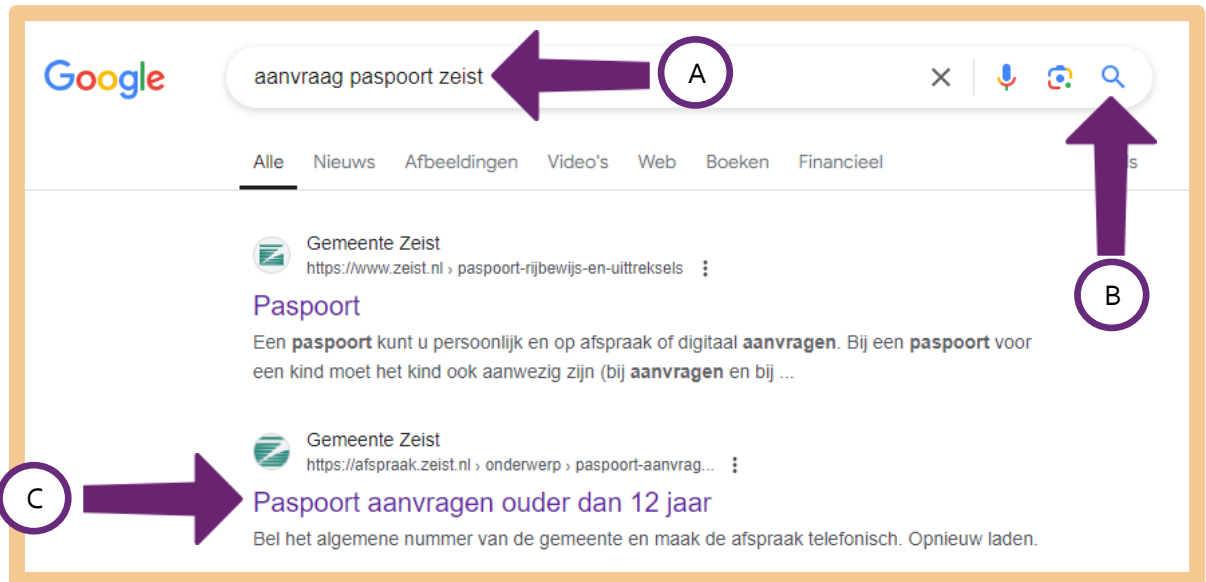 Google
aanvraag paspoort zeist
A
Alle Nieuws Afbeeldingen Video's Web Boeken Financieel
B
Gemeente Zeist
https://www.zeist.nl › paspoort-rijbewijs-en-uittreksels
Paspoort
Een paspoort kunt u persoonlijk en op afspraak of digitaal aanvragen. Bij een paspoort voor
een kind moet het kind ook aanwezig zijn (bij aanvragen en bij ...
Gemeente Zeist
https://afspraak.zeist.nl › onderwerp › paspoort-aanvrag...
C
Paspoort aanvragen ouder dan 12 jaar
Bel het algemene nummer van de gemeente en maak de afspraak telefonisch. Opnieuw laden.